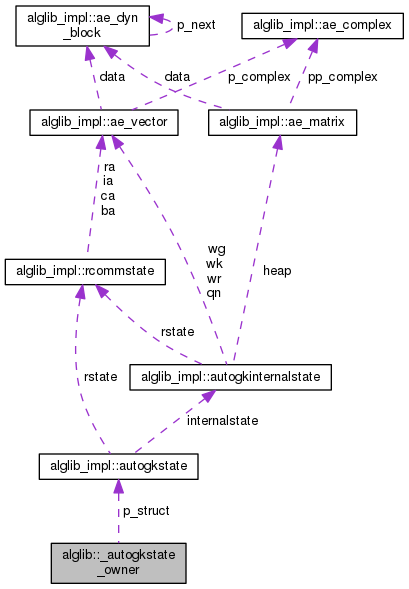 alglib_impl::ae_dyn
_block
p_next
alglib_impl::ae_complex
data
data
p_complex
pp_complex
alglib_impl::ae_vector
alglib_impl::ae_matrix
ra
ia
ca
ba
wg
wk
wr
qn
heap
alglib_impl::rcommstate
rstate
alglib_impl::autogkinternalstate
rstate
internalstate
alglib_impl::autogkstate
p_struct
alglib::_autogkstate
_owner